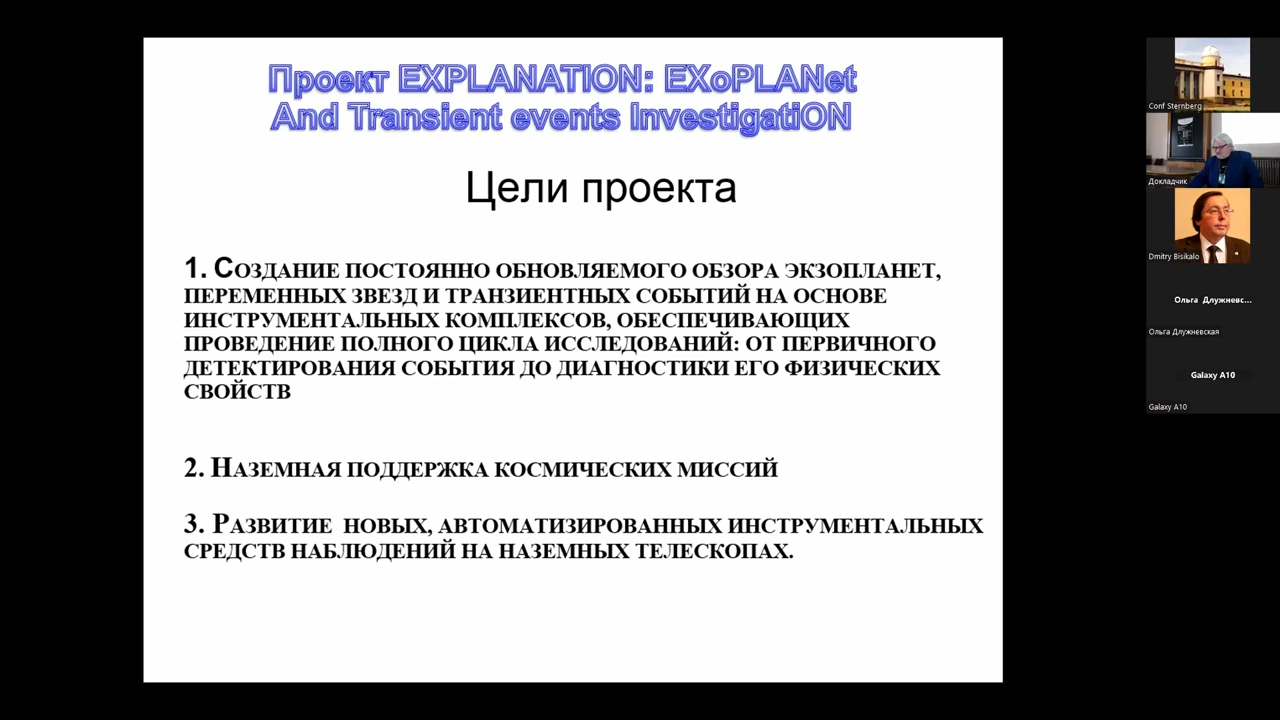 Проект EXPLANATION: EXoPLANet
And Transient events InvestigatiON
Цели проекта
1. СОЗДАНИЕ ПОСТОЯННО ОБНОВЛЯЕМОГО ОБЗОРА ЭКЗОПЛАНЕТ,
ПЕРЕМЕННЫХ ЗВЕЗД И ТРАНЗИЕНТНЫХ СОБЫТИЙ НА ОСНОВЕ
ИНСТРУМЕНТАЛЬНЫХ КОМПЛЕКСОВ, ОБЕСПЕЧИВАЮЩИХ
ПРОВЕДЕНИЕ ПОЛНОГО ЦИКЛА ИССЛЕДОВАНИЙ: ОТ ПЕРВИЧНОГО
ДЕТЕКТИРОВАНИЯ СОБЫТИЯ ДО ДИАГНОСТИКИ ЕГО ФИЗИЧЕСКИХ
СВОЙСТВ
2. НАЗЕМНАЯ ПОДДЕРЖКА КОСМИЧЕСКИХ МИССИЙ
3. РАЗВИТИЕ НОВЫХ, АВТОМАТИЗИРОВАННЫХ ИНСТРУМЕНТАЛЬНЫХ
СРЕДСТВ НАБЛЮДЕНИЙ НА НАЗЕМНЫХ ТЕЛЕСКОПАХ.
Conf Sternberg
Докладчик
Dmitry Bisikalo
Ольга Длужневс...
Ольга Длужневская
Galaxy A10
Galaxy A10